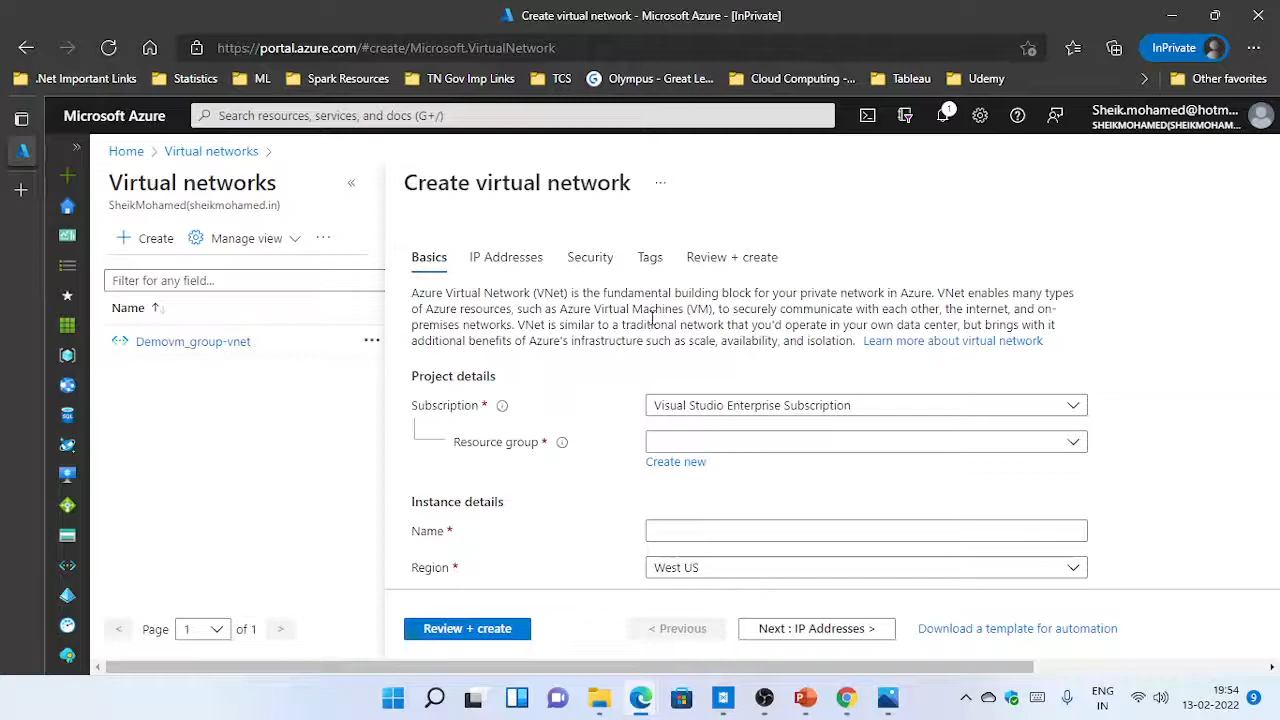 Create virtual network - Microsoft Azure - [InPrivate]
https://portal.azure.com/#create/Microsoft.VirtualNetwork
InPrivate
.Net Important Links
Statistics
ML
Spark Resources
TN Gov Imp Links
TCS
Olympus - Great Le...
Cloud Computing -...
Tableau
Udemy
Other favorites
Microsoft Azure
Search resources, services, and docs (G+/)
1
Sheik.mohamed@hotm...
SHEIKMOHAMED(SHEIKMOHAM...
Home > Virtual networks >
Virtual networks
SheikMohamed(sheikmohamed.in)
Create
Manage view
Filter for any field...
Name
Demovm_group-vnet
Page 1 of 1
Create virtual network
Basics
IP Addresses
Security
Tags
Review + create
Azure Virtual Network (VNet) is the fundamental building block for your private network in Azure. VNet enables many types
of Azure resources, such as Azure Virtual Machines (VM), to securely communicate with each other, the internet, and on-
premises networks. VNet is similar to a traditional network that you'd operate in your own data center, but brings with it
additional benefits of Azure's infrastructure such as scale, availability, and isolation. Learn more about virtual network
Project details
Subscription * Visual Studio Enterprise Subscription
Resource group *
Create new
Instance details
Name *
Region * West US
Review + create
< Previous
Next : IP Addresses >
Download a template for automation
ENG
IN
19:54
13-02-2022
9